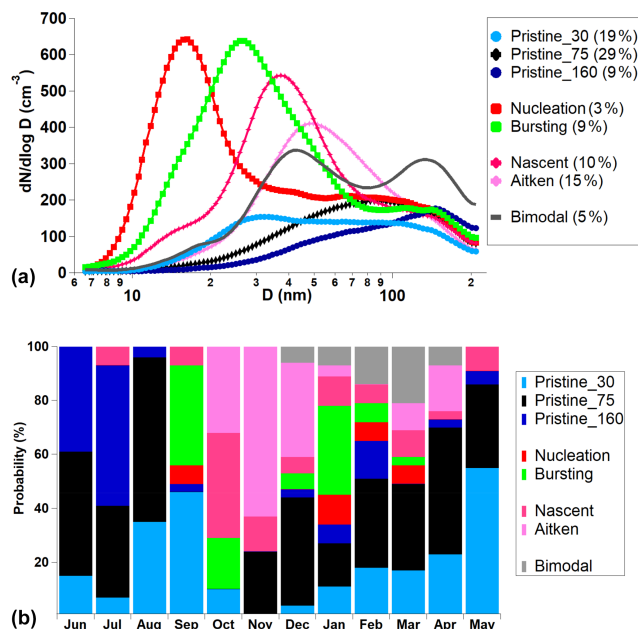 700
600
500
400
300
200
100
0
dN/dlog D (cm⁻³)
6 7 8 9 2 3 4 5 6 7 8 9 2
10 100
D (nm)
(a)
Pristine_30 (19%)
Pristine_75 (29%)
Pristine_160 (9%)
Nucleation (3%)
Bursting (9%)
Nascent (10%)
Aitken (15%)
Bimodal (5%)
100
80
60
40
20
Probability (%)
Jun Jul Aug Sep Oct Nov Dec Jan Feb Mar Apr May
(b)
Pristine_30
Pristine_75
Pristine_160
Nucleation
Bursting
Nascent
Aitken
Bimodal